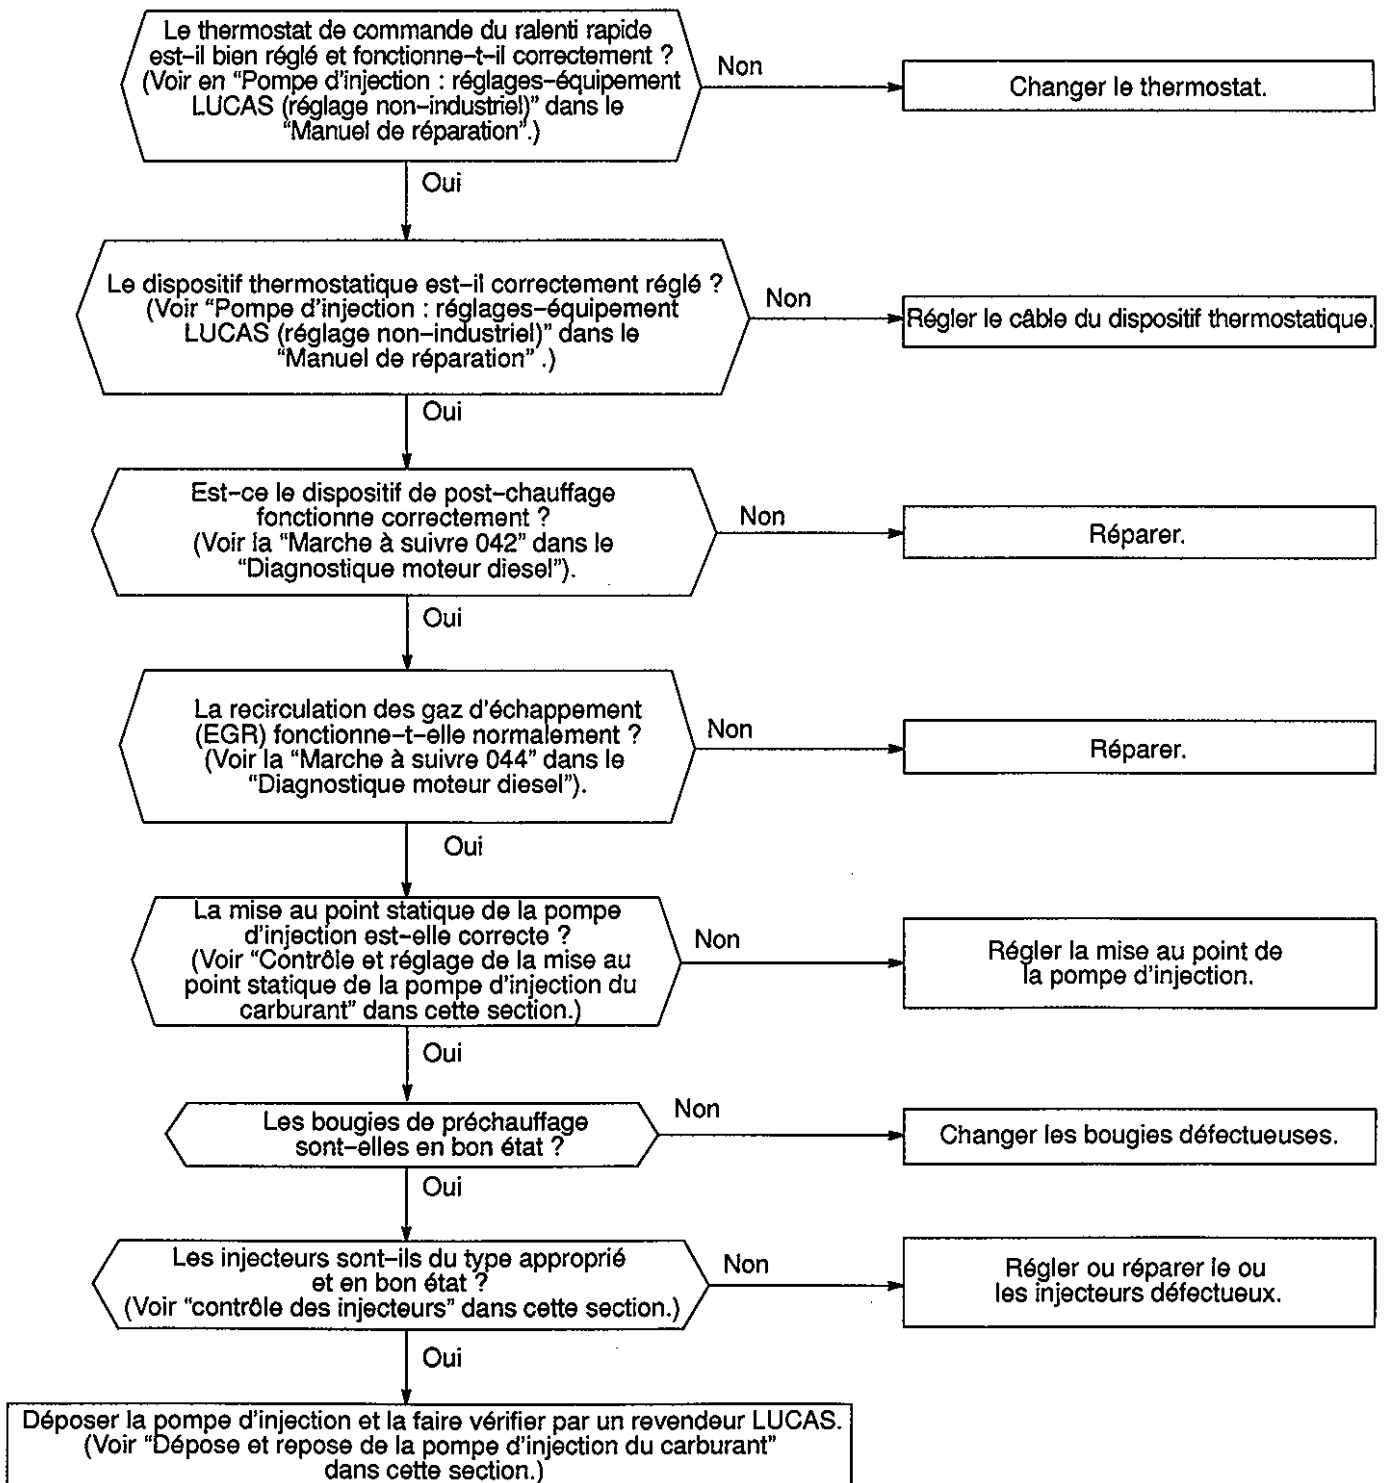 Le thermostat de commande du ralenti rapide
est-il bien réglé et fonctionne-t-il correctement ?
(Voir en “Pompe d'injection : réglages-équipement
LUCAS (réglage non-industriel)” dans le
“Manuel de réparation”.)
Non
Changer le thermostat.
Oui
Le dispositif thermostatique est-il correctement réglé ?
(Voir “Pompe d'injection : réglages-équipement
LUCAS (réglage non-industriel)” dans le
“Manuel de réparation” .)
Non
Régler le câble du dispositif thermostatique.
Oui
Est-ce le dispositif de post-chauffage
fonctionne correctement ?
(Voir la “Marche à suivre 042” dans le
“Diagnostique moteur diesel”).
Non
Réparer.
Oui
La recirculation des gaz d'échappement
(EGR) fonctionne-t-elle normalement ?
(Voir la “Marche à suivre 044” dans le
“Diagnostique moteur diesel”).
Non
Réparer.
Oui
La mise au point statique de la pompe
d'injection est-elle correcte ?
(Voir “Contrôle et réglage de la mise au
point statique de la pompe d'injection du
carburant” dans cette section.)
Non
Régler la mise au point de
la pompe d'injection.
Oui
Les bougies de préchauffage
sont-elles en bon état ?
Non
Changer les bougies défectueuses.
Oui
Les injecteurs sont-ils du type approprié
et en bon état ?
(Voir “contrôle des injecteurs” dans cette section.)
Non
Régler ou réparer le ou
les injecteurs défectueux.
Oui
Déposer la pompe d'injection et la faire vérifier par un revendeur LUCAS.
(Voir “Dépose et repose de la pompe d'injection du carburant”
dans cette section.)